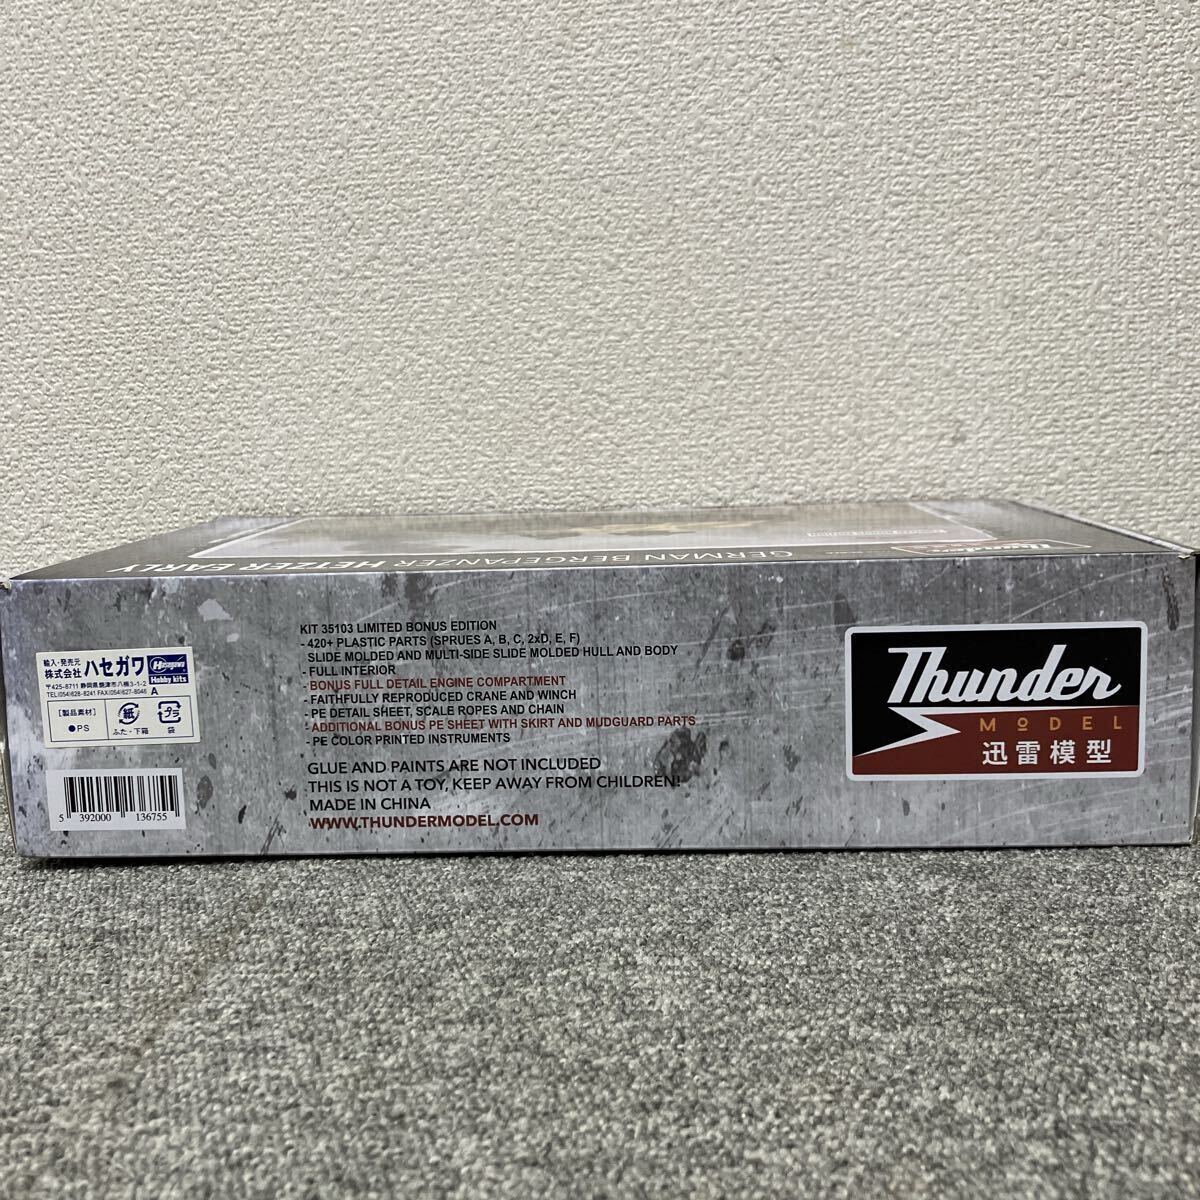 GERMAN BERGEPANZER HETZER EARLY
Thunder
KIT 35103 LIMITED BONUS EDITION
- 420+ PLASTIC PARTS (SPRUES A, B, C, 2xD, E, F)
SLIDE MOLDED AND MULTI-SIDE SLIDE MOLDED HULL AND BODY
- FULL INTERIOR
- BONUS FULL DETAIL ENGINE COMPARTMENT
- FAITHFULLY REPRODUCED CRANE AND WINCH
- PE DETAIL SHEET, SCALE ROPES AND CHAIN
- ADDITIONAL BONUS PE SHEET WITH SKIRT AND MUDGUARD PARTS
- PE COLOR PRINTED INSTRUMENTS
GLUE AND PAINTS ARE NOT INCLUDED
THIS IS NOT A TOY, KEEP AWAY FROM CHILDREN!
MADE IN CHINA
WWW.THUNDERMODEL.COM
輸入・発売元
株式会社 ハセガワ
Hasegawa
Hobby kits
〒425-8711 静岡県焼津市八楠3-1-2
TEL(054)628-8241 FAX(054)627-8046 A
[製品素材]
●PS
紙
ふた・下箱
プラ
袋
5 392000 136755
Thunder
MODEL
迅雷模型